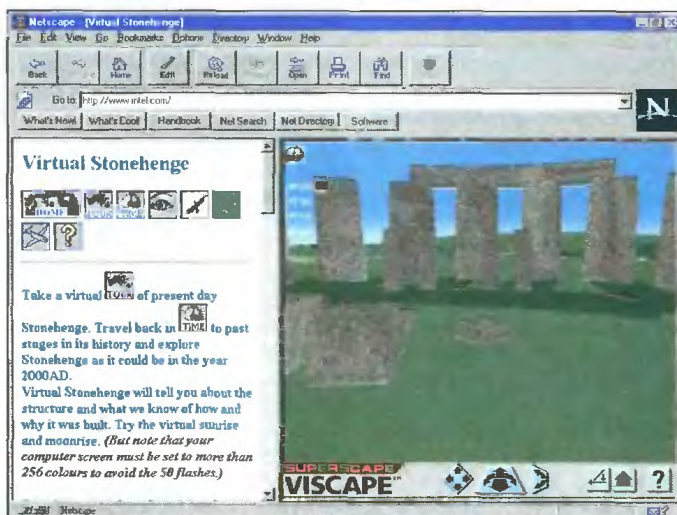 Netscape - [Virtual Stonehenge]
File Edit View Go Bookmarks Options Directory Window Help
Back Home Edit Reload Open Print Find
Go to: http://www.intel.com/
What's New! What's Cool! Handbook Net Search Net Directory Software
N
Virtual Stonehenge
HOME TOUR TIME
?
Take a virtual TOUR of present day
Stonehenge. Travel back in TIME to past
stages in its history and explore
Stonehenge as it could be in the year
2000AD.
Virtual Stonehenge will tell you about the
structure and what we know of how and
why it was built. Try the virtual sunrise
and moonrise. (But note that your
computer screen must be set to more than
256 colours to avoid the 50 flashes.)
SUPERSCAPE
VISCAPE™
?
Netscape